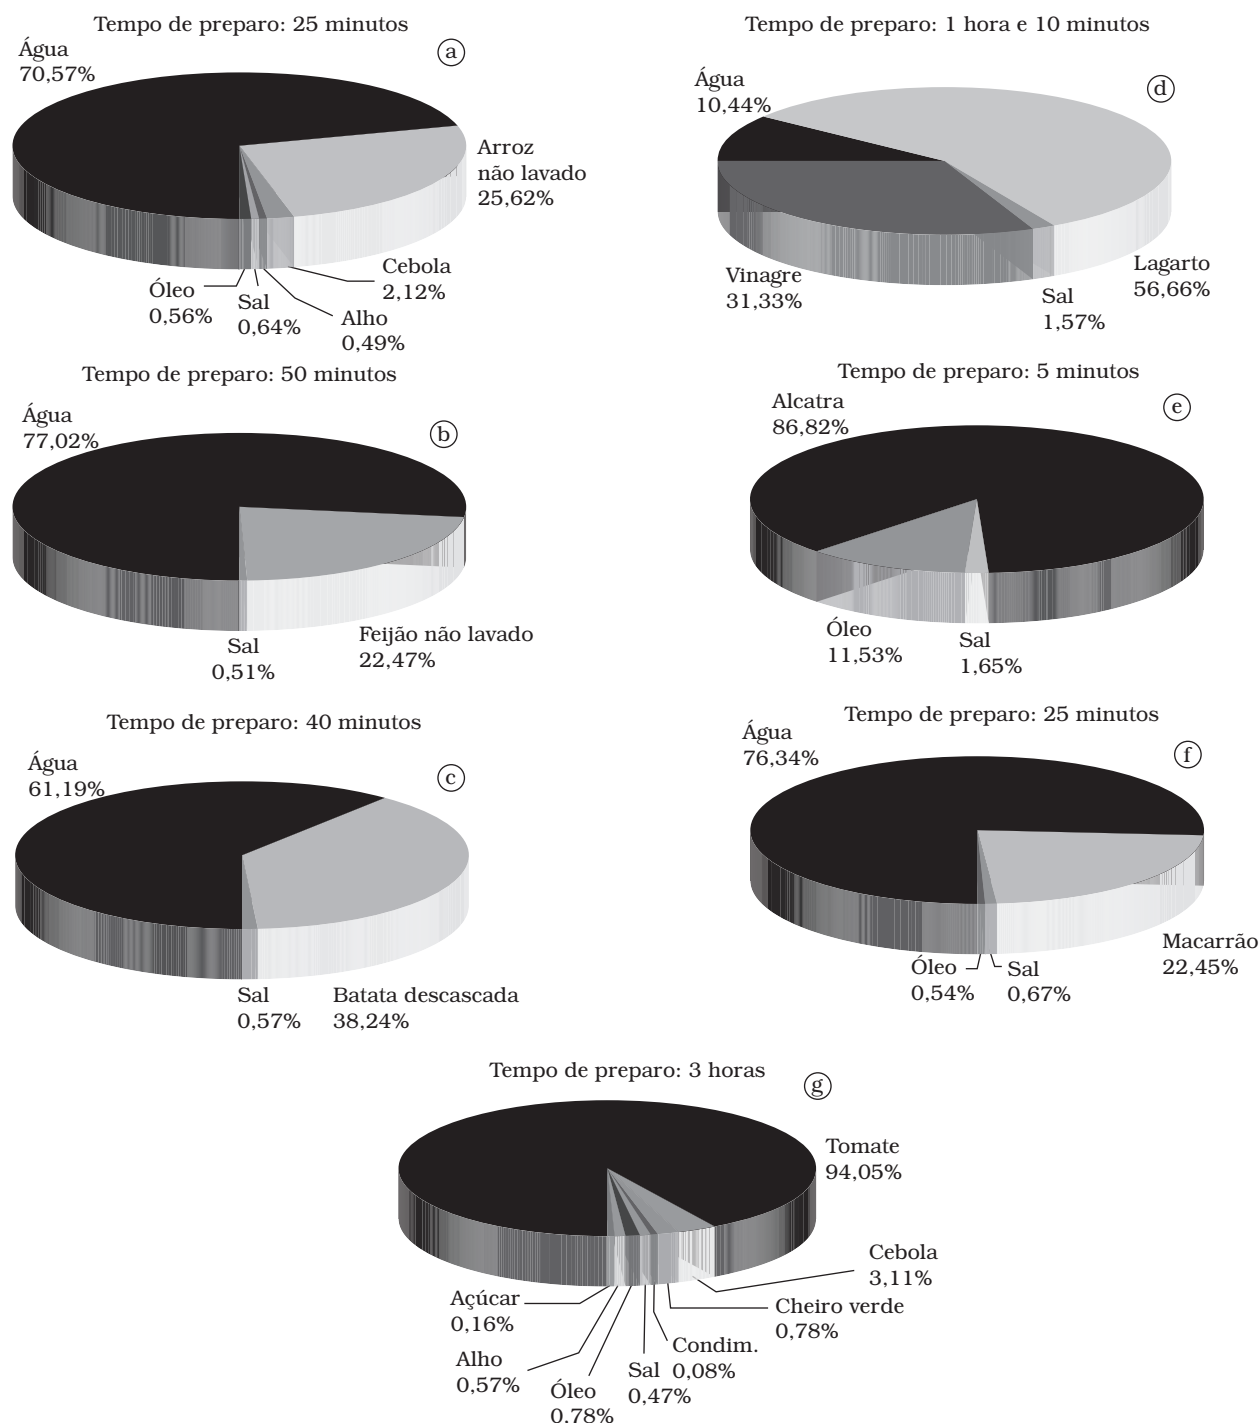 Tempo de preparo: 25 minutos
a
Água
70,57%
Arroz
não lavado
25,62%
Cebola
2,12%
Óleo
0,56%
Sal
0,64%
Alho
0,49%
Tempo de preparo: 1 hora e 10 minutos
d
Água
10,44%
Vinagre
31,33%
Lagarto
56,66%
Sal
1,57%
Tempo de preparo: 50 minutos
b
Água
77,02%
Sal
0,51%
Feijão não lavado
22,47%
Tempo de preparo: 5 minutos
e
Alcatra
86,82%
Óleo
11,53%
Sal
1,65%
Tempo de preparo: 40 minutos
c
Água
61,19%
Sal
0,57%
Batata descascada
38,24%
Tempo de preparo: 25 minutos
f
Água
76,34%
Macarrão
22,45%
Óleo
0,54%
Sal
0,67%
Tempo de preparo: 3 horas
g
Tomate
94,05%
Cebola
3,11%
Açúcar
0,16%
Cheiro verde
0,78%
Condim.
0,08%
Alho
0,57%
Sal
0,47%
Óleo
0,78%